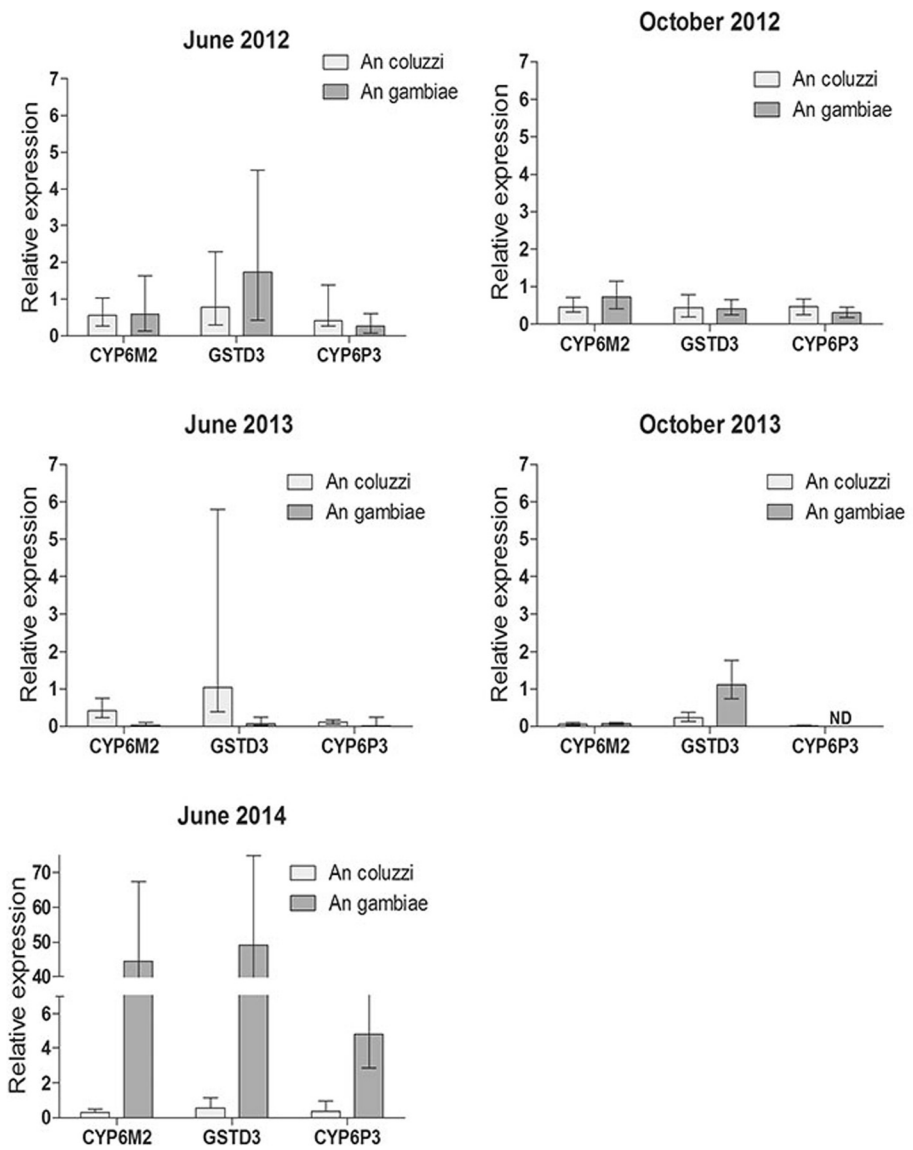 June 2012
An coluzzi
An gambiae
Relative expression
7
6
5
4
3
2
1
0
CYP6M2 GSTD3 CYP6P3
October 2012
An coluzzi
An gambiae
Relative expression
7
6
5
4
3
2
1
0
CYP6M2 GSTD3 CYP6P3
June 2013
An coluzzi
An gambiae
Relative expression
7
6
5
4
3
2
1
0
CYP6M2 GSTD3 CYP6P3
October 2013
An coluzzi
An gambiae
Relative expression
7
6
5
4
3
2
1
0
ND
CYP6M2 GSTD3 CYP6P3
June 2014
An coluzzi
An gambiae
Relative expression
70
60
50
40
6
4
2
0
CYP6M2 GSTD3 CYP6P3